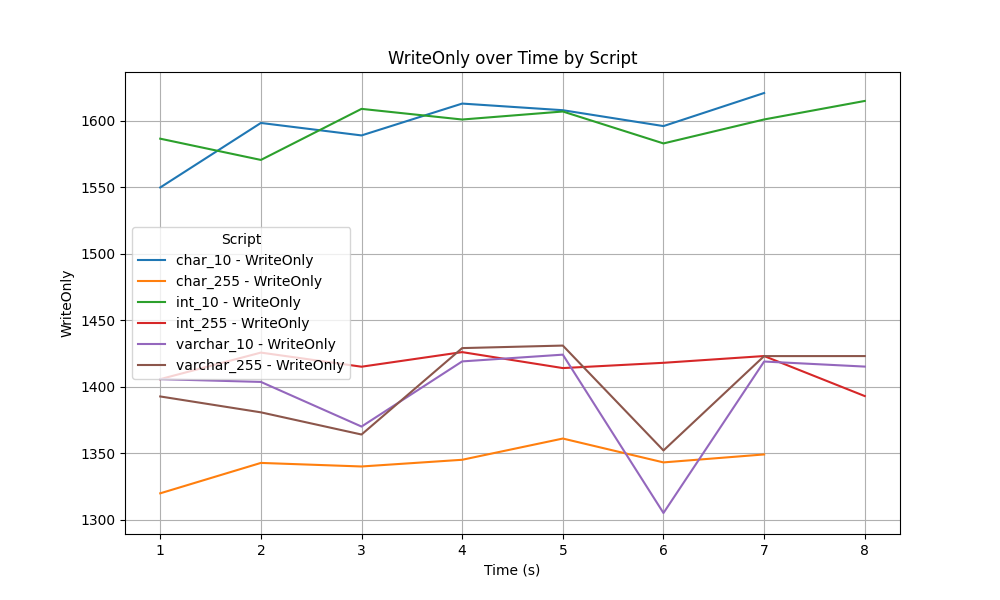 WriteOnly over Time by Script
WriteOnly
1600
1550
1500
1450
1400
1350
1300
Script
char_10 - WriteOnly
char_255 - WriteOnly
int_10 - WriteOnly
int_255 - WriteOnly
varchar_10 - WriteOnly
varchar_255 - WriteOnly
1 2 3 4 5 6 7 8
Time (s)